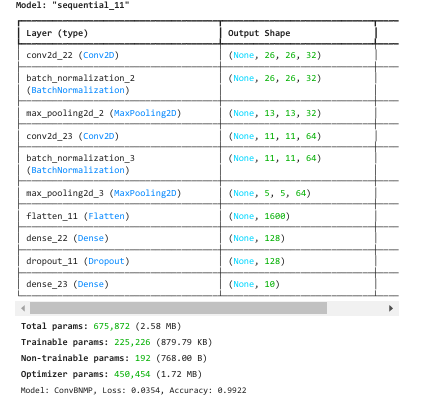 Model: "sequential_11"
Layer (type) Output Shape
conv2d_22 (Conv2D) (None, 26, 26, 32)
batch_normalization_2 (None, 26, 26, 32)
(BatchNormalization)
max_pooling2d_2 (MaxPooling2D) (None, 13, 13, 32)
conv2d_23 (Conv2D) (None, 11, 11, 64)
batch_normalization_3 (None, 11, 11, 64)
(BatchNormalization)
max_pooling2d_3 (MaxPooling2D) (None, 5, 5, 64)
flatten_11 (Flatten) (None, 1600)
dense_22 (Dense) (None, 128)
dropout_11 (Dropout) (None, 128)
dense_23 (Dense) (None, 10)
Total params: 675,872 (2.58 MB)
Trainable params: 225,226 (879.79 KB)
Non-trainable params: 192 (768.00 B)
Optimizer params: 450,454 (1.72 MB)
Model: ConvBNMP, Loss: 0.0354, Accuracy: 0.9922